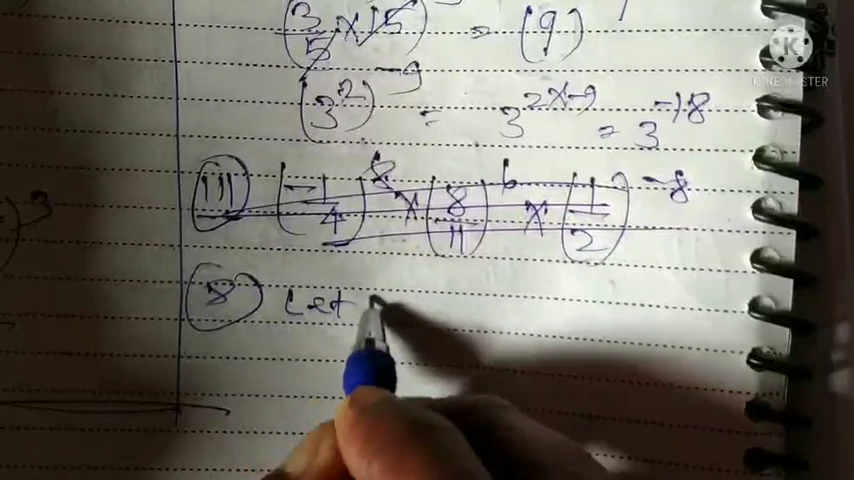 (3/5 × 15) = (9)
(3²)⁻⁹ = 3^(2×-9) = 3⁻¹⁸
(iii) (-1/4)⁸ × (8/11)⁶ × (1/2)⁻⁸
(8) Let
KINEMASTER